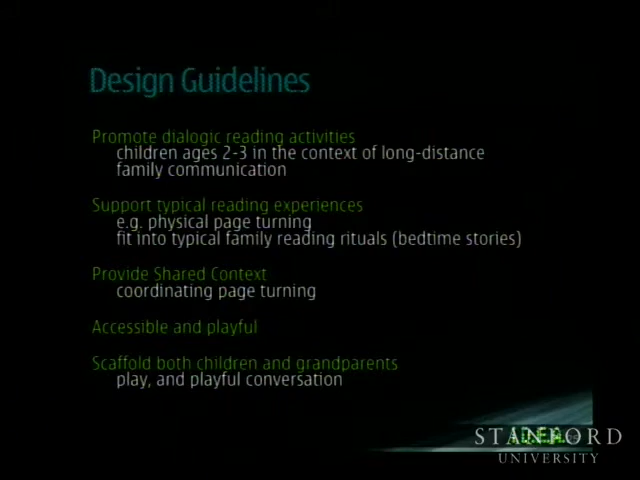 Design Guidelines
Promote dialogic reading activities
children ages 2-3 in the context of long-distance
family communication
Support typical reading experiences
e.g. physical page turning
fit into typical family reading rituals (bedtime stories)
Provide Shared Context
coordinating page turning
Accessible and playful
Scaffold both children and grandparents
play, and playful conversation
STANFORD
UNIVERSITY